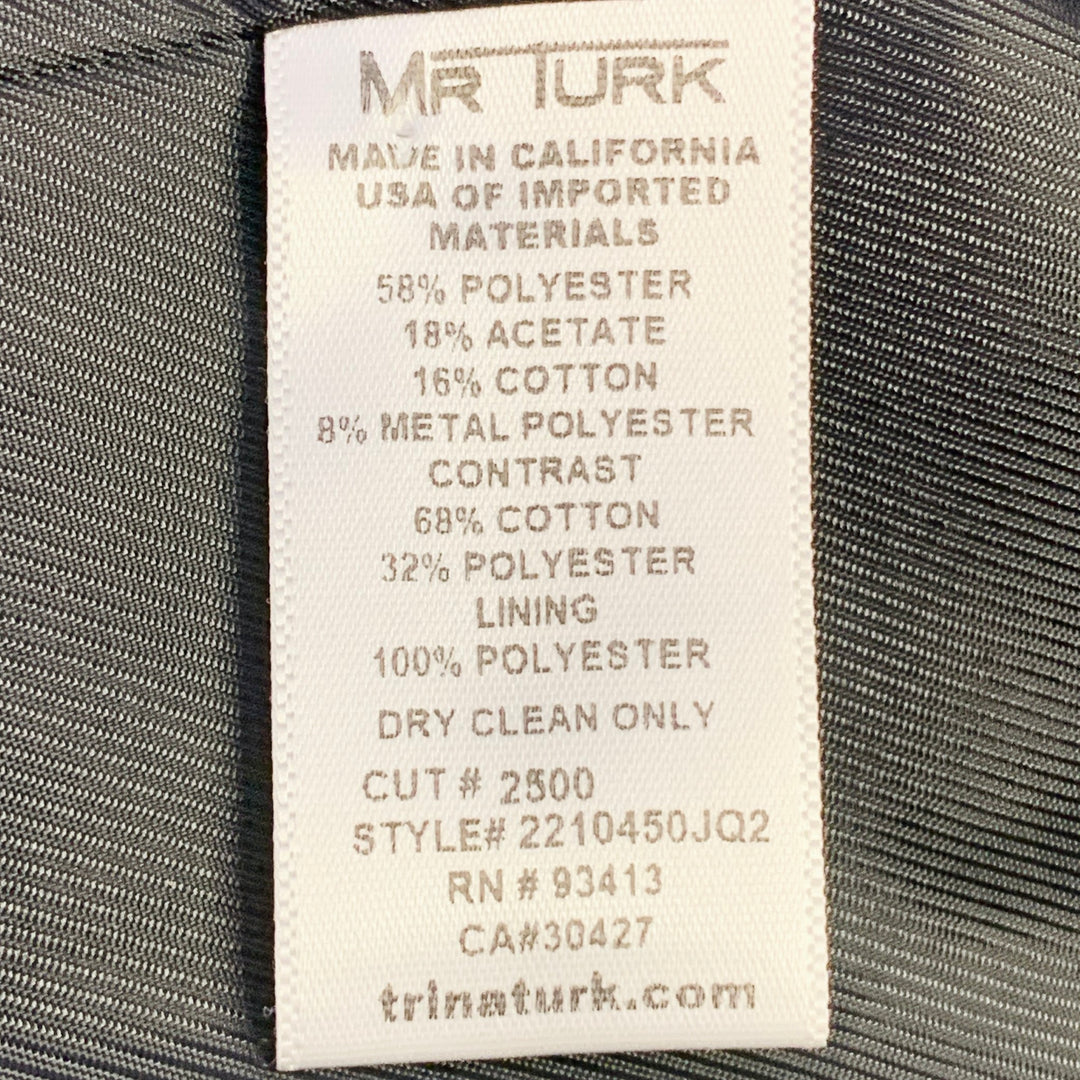 MR TURK
MADE IN CALIFORNIA
USA OF IMPORTED
MATERIALS
58% POLYESTER
18% ACETATE
16% COTTON
8% METAL POLYESTER
CONTRAST
68% COTTON
32% POLYESTER
LINING
100% POLYESTER
DRY CLEAN ONLY
CUT # 2500
STYLE# 2210450JQ2
RN # 93413
CA#30427
trinaturk.com